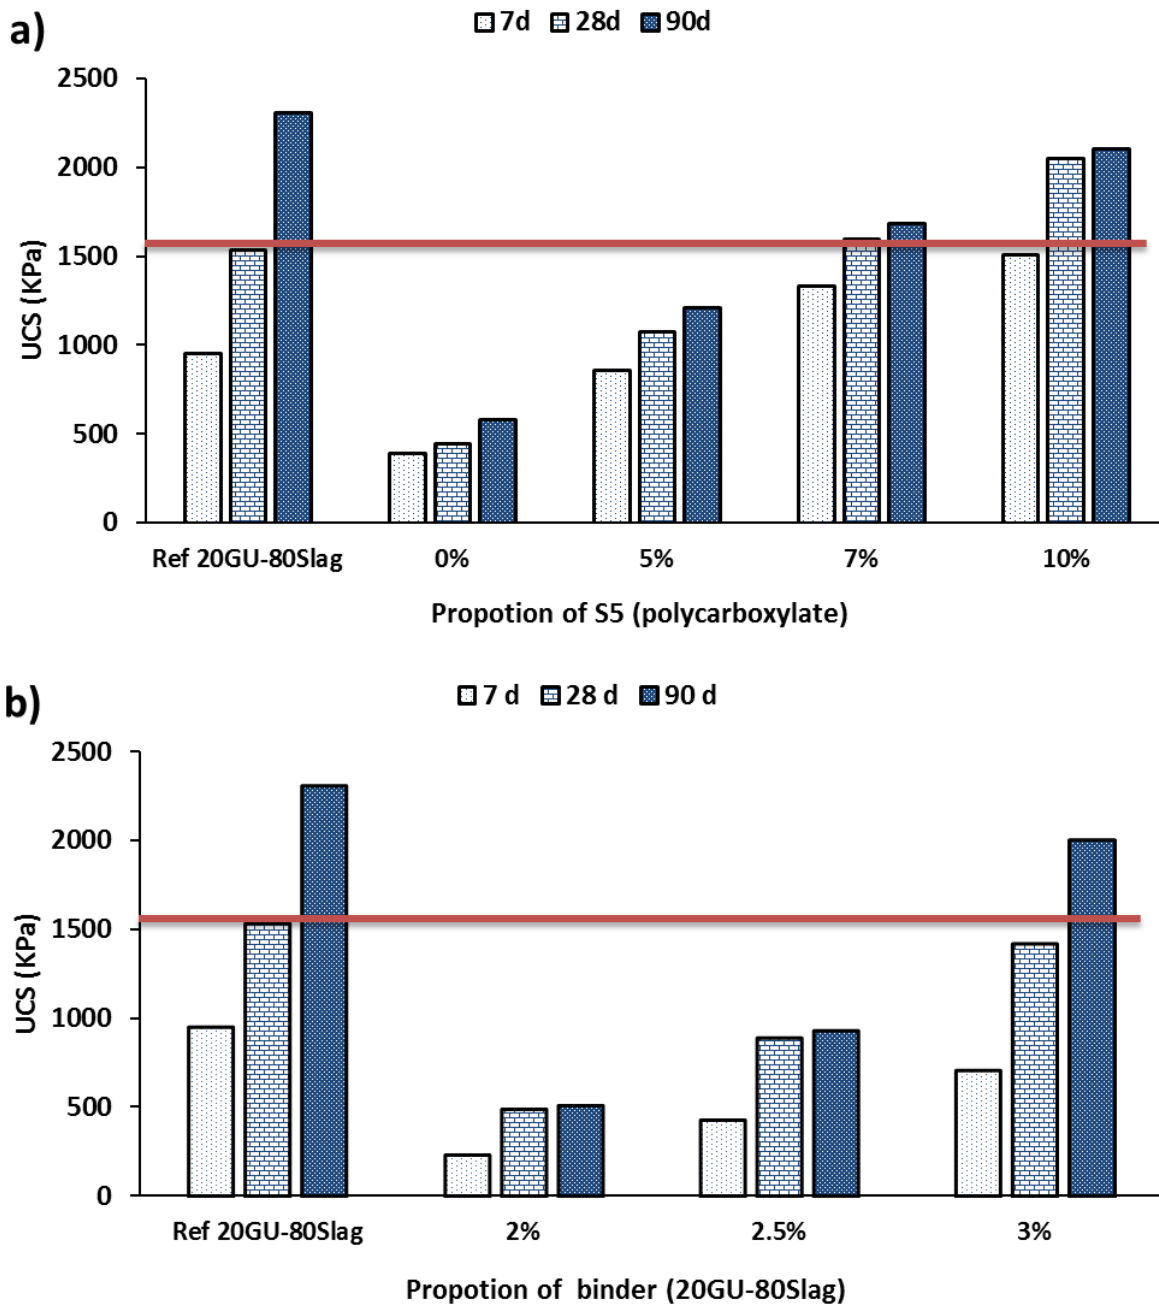 a)
7d 28d 90d
2500
2000
1500
1000
500
0
UCS (KPa)
Ref 20GU-80Slag 0% 5% 7% 10%
Propotion of S5 (polycarboxylate)
b)
7 d 28 d 90 d
2500
2000
1500
1000
500
0
UCS (KPa)
Ref 20GU-80Slag 2% 2.5% 3%
Propotion of binder (20GU-80Slag)